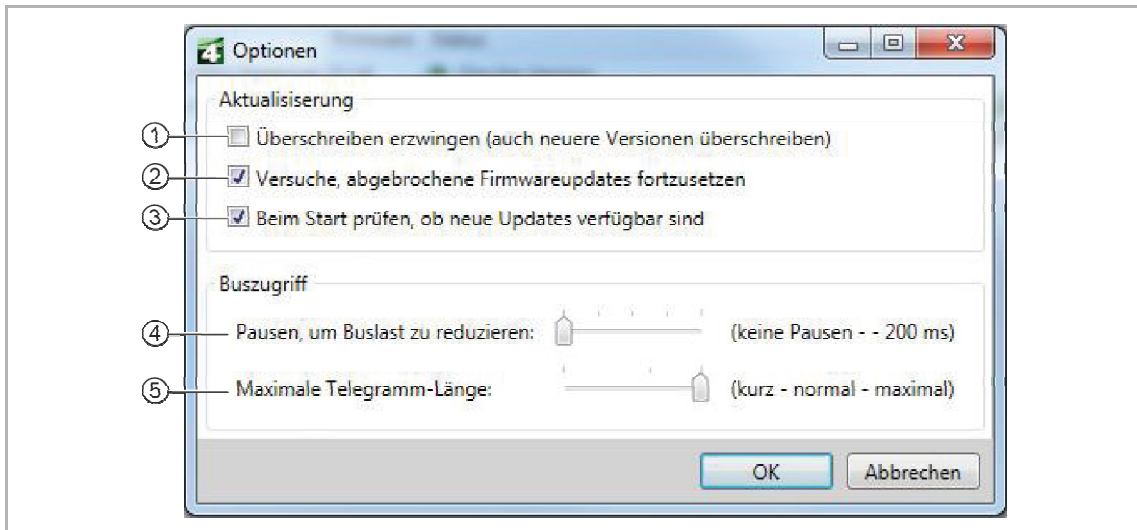 4 Optionen
Aktualisiserung
1 Überschreiben erzwingen (auch neuere Versionen überschreiben)
2 Versuche, abgebrochene Firmwareupdates fortzusetzen
3 Beim Start prüfen, ob neue Updates verfügbar sind
Buszugriff
4 Pausen, um Buslast zu reduzieren: (keine Pausen - - 200 ms)
5 Maximale Telegramm-Länge: (kurz - normal - maximal)
OK Abbrechen